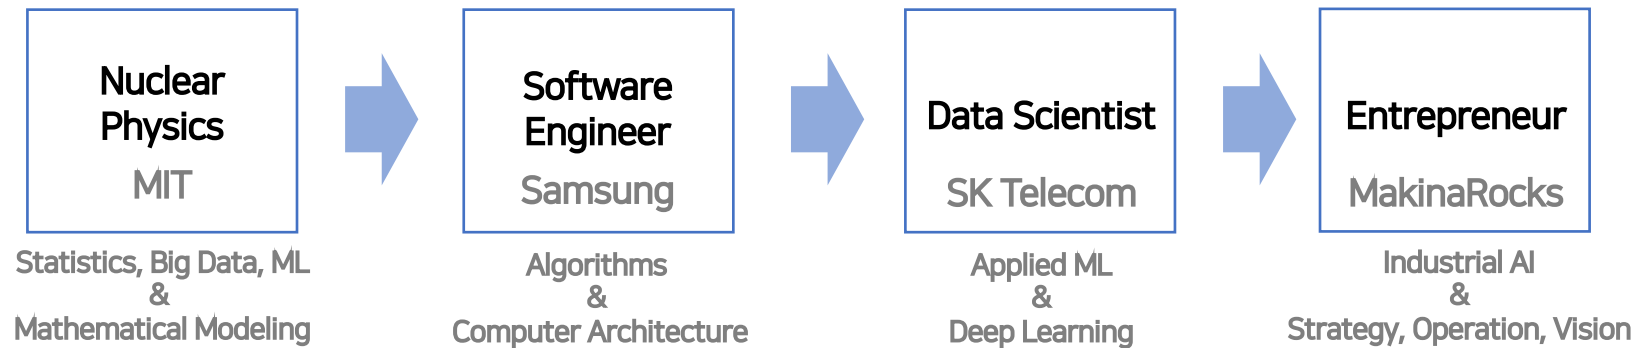 Nuclear
Physics
MIT
Statistics, Big Data, ML
&
Mathematical Modeling
Software
Engineer
Samsung
Algorithms
&
Computer Architecture
Data Scientist
SK Telecom
Applied ML
&
Deep Learning
Entrepreneur
MakinaRocks
Industrial AI
&
Strategy, Operation, Vision